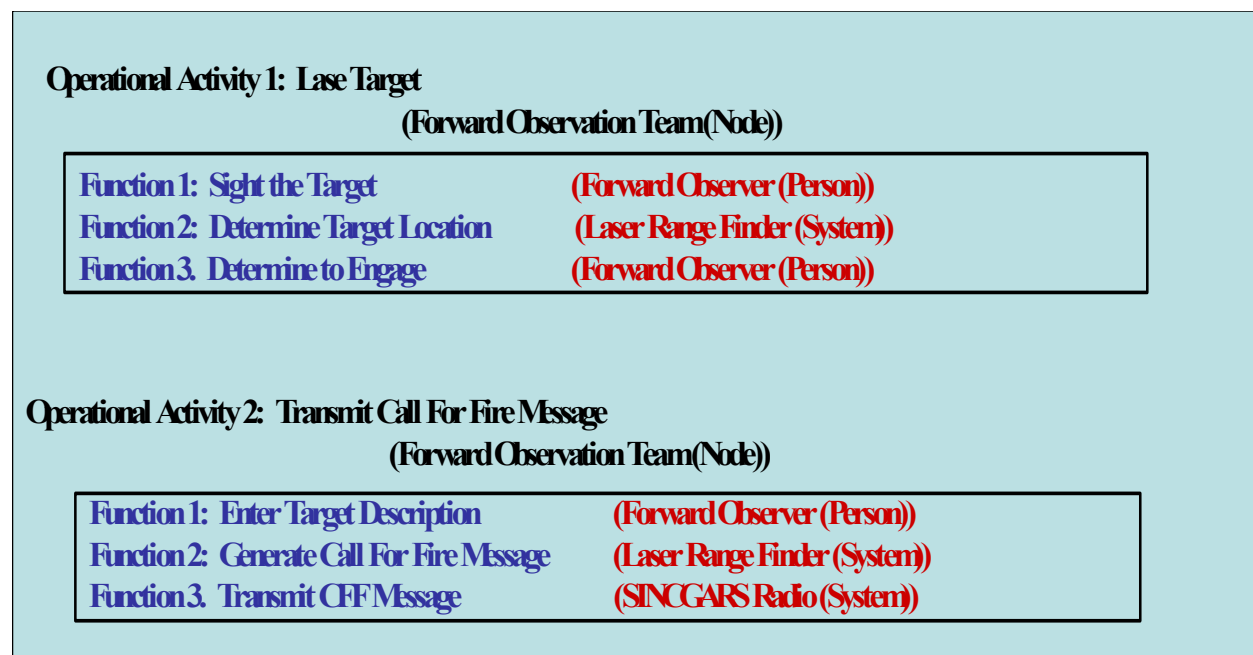 Operational Activity 1: Lase Target
(Forward Observation Team (Node))
Function 1: Sight the Target (Forward Observer (Person))
Function 2: Determine Target Location (Laser Range Finder (System))
Function 3. Determine to Engage (Forward Observer (Person))
Operational Activity 2: Transmit Call For Fire Message
(Forward Observation Team (Node))
Function 1: Enter Target Description (Forward Observer (Person))
Function 2: Generate Call For Fire Message (Laser Range Finder (System))
Function 3. Transmit CFF Message (SINCGARS Radio (System))